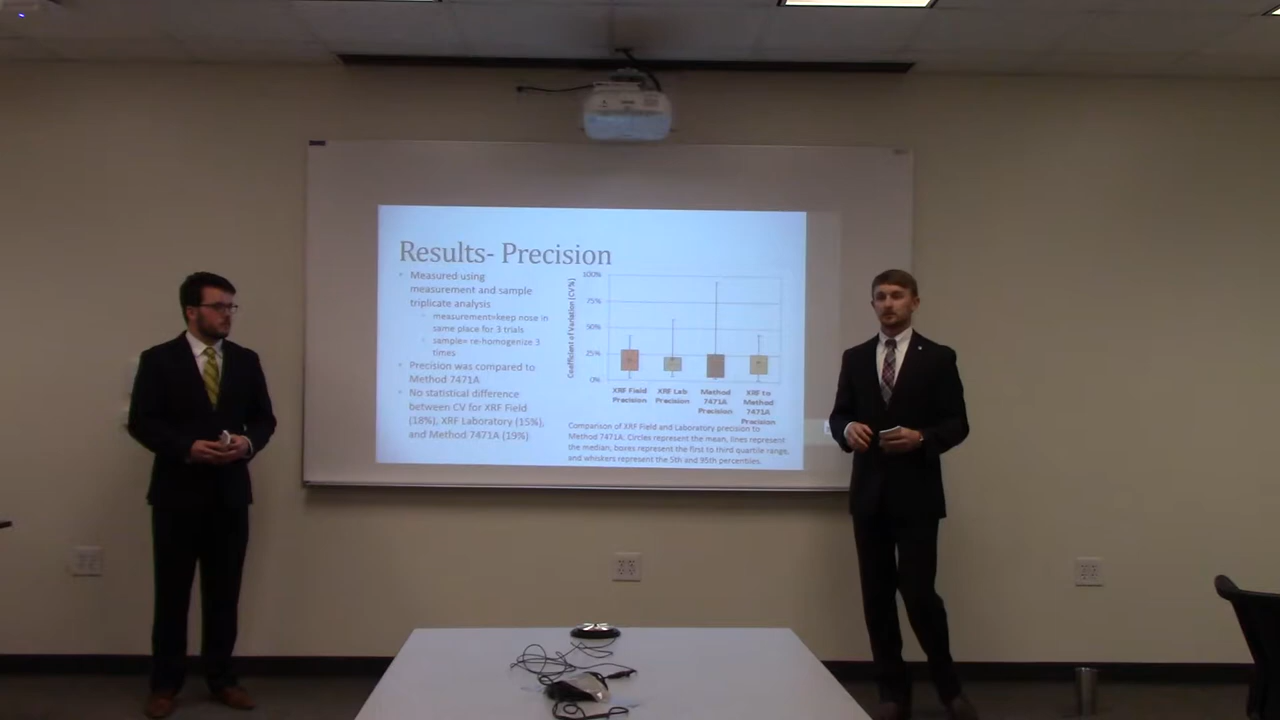 Results- Precision
• Measured using
measurement and sample
triplicate analysis
• measurement=keep nose in
same place for 3 trials
• sample= re-homogenize 3
times
• Precision was compared to
Method 7471A
• No statistical difference
between CV for XRF Field
(18%), XRF Laboratory (15%),
and Method 7471A (19%)
Coefficient of Variation (CV%)
100%
75%
50%
25%
0%
XRF Field
Precision
XRF Lab
Precision
Method
7471A
Precision
XRF to
Method
7471A
Precision
Comparison of XRF Field and Laboratory precision to
Method 7471A. Circles represent the mean, lines represent
the median, boxes represent the first to third quartile range,
and whiskers represent the 5th and 95th percentiles.